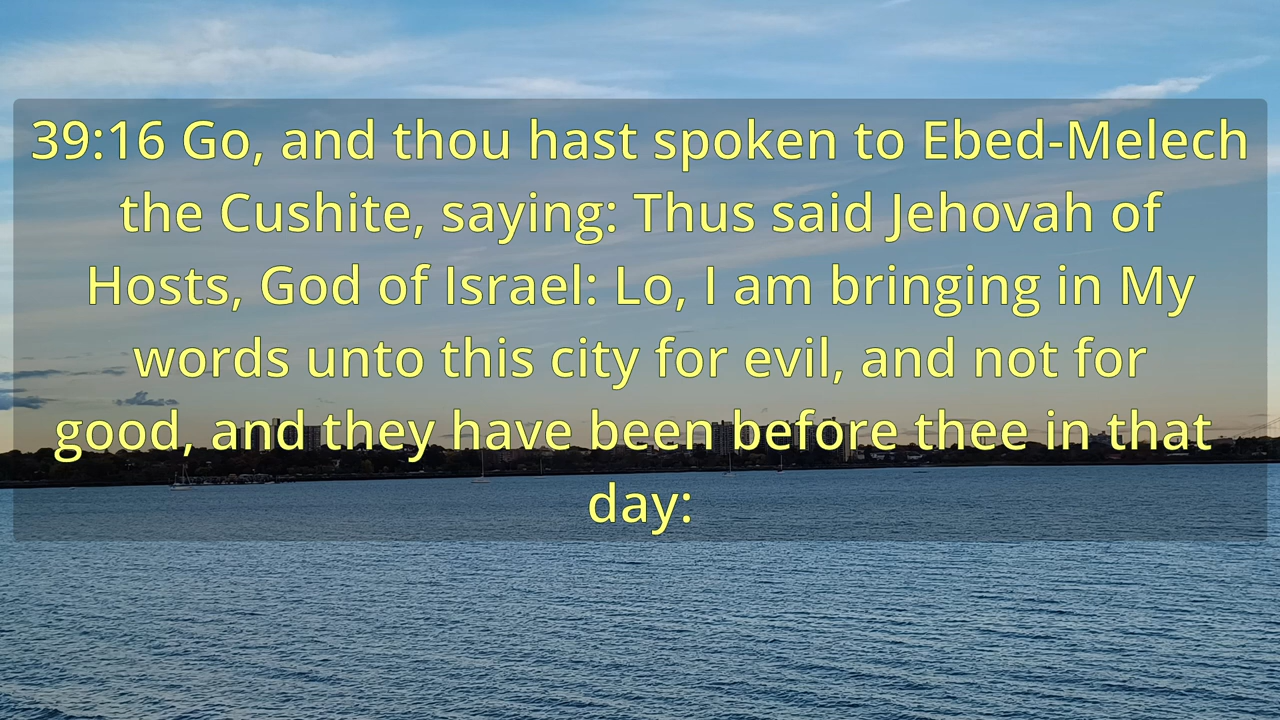 39:16 Go, and thou hast spoken to Ebed-Melech
the Cushite, saying: Thus said Jehovah of
Hosts, God of Israel: Lo, I am bringing in My
words unto this city for evil, and not for
good, and they have been before thee in that
day: